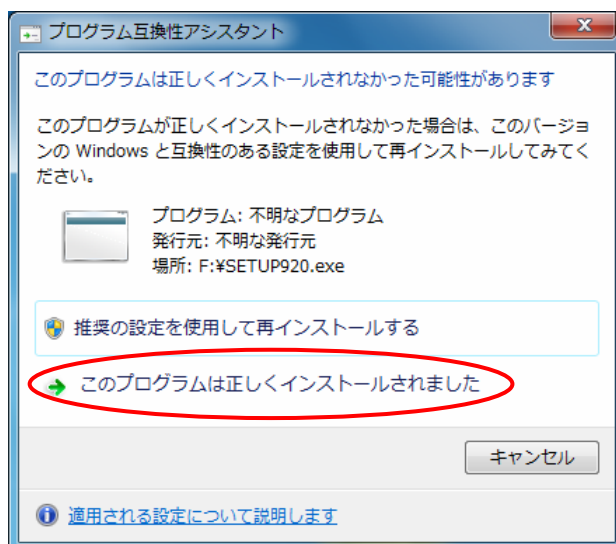 プログラム互換性アシスタント
このプログラムは正しくインストールされなかった可能性があります
このプログラムが正しくインストールされなかった場合は、このバージョ
ンの Windows と互換性のある設定を使用して再インストールしてみてく
ださい。
プログラム: 不明なプログラム
発行元: 不明な発行元
場所: F:¥SETUP920.exe
推奨の設定を使用して再インストールする
このプログラムは正しくインストールされました
キャンセル
適用される設定について説明します